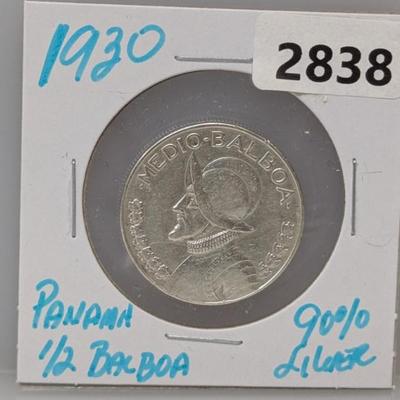 1930
2838
MEDIO·BALBOA
PANAMA
1/2 BALBOA
90%
SILVER